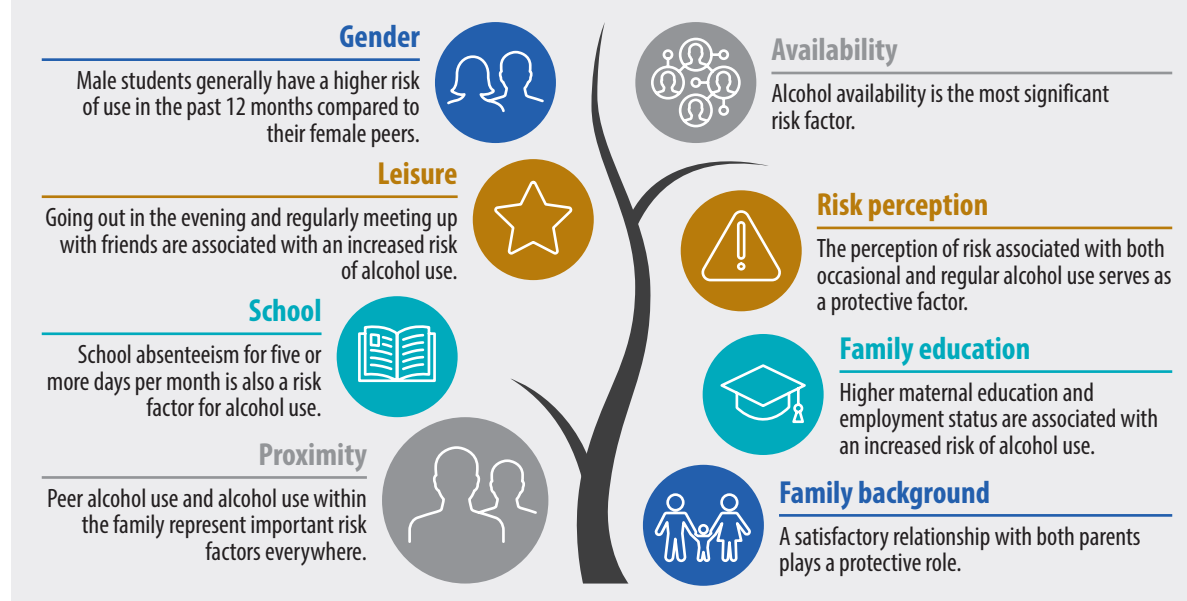 Gender
Male students generally have a higher risk
of use in the past 12 months compared to
their female peers.
Leisure
Going out in the evening and regularly meeting up
with friends are associated with an increased risk
of alcohol use.
School
School absenteeism for five or
more days per month is also a risk
factor for alcohol use.
Proximity
Peer alcohol use and alcohol use within
the family represent important risk
factors everywhere.
Availability
Alcohol availability is the most significant
risk factor.
Risk perception
The perception of risk associated with both
occasional and regular alcohol use serves as
a protective factor.
Family education
Higher maternal education and
employment status are associated with
an increased risk of alcohol use.
Family background
A satisfactory relationship with both parents
plays a protective role.